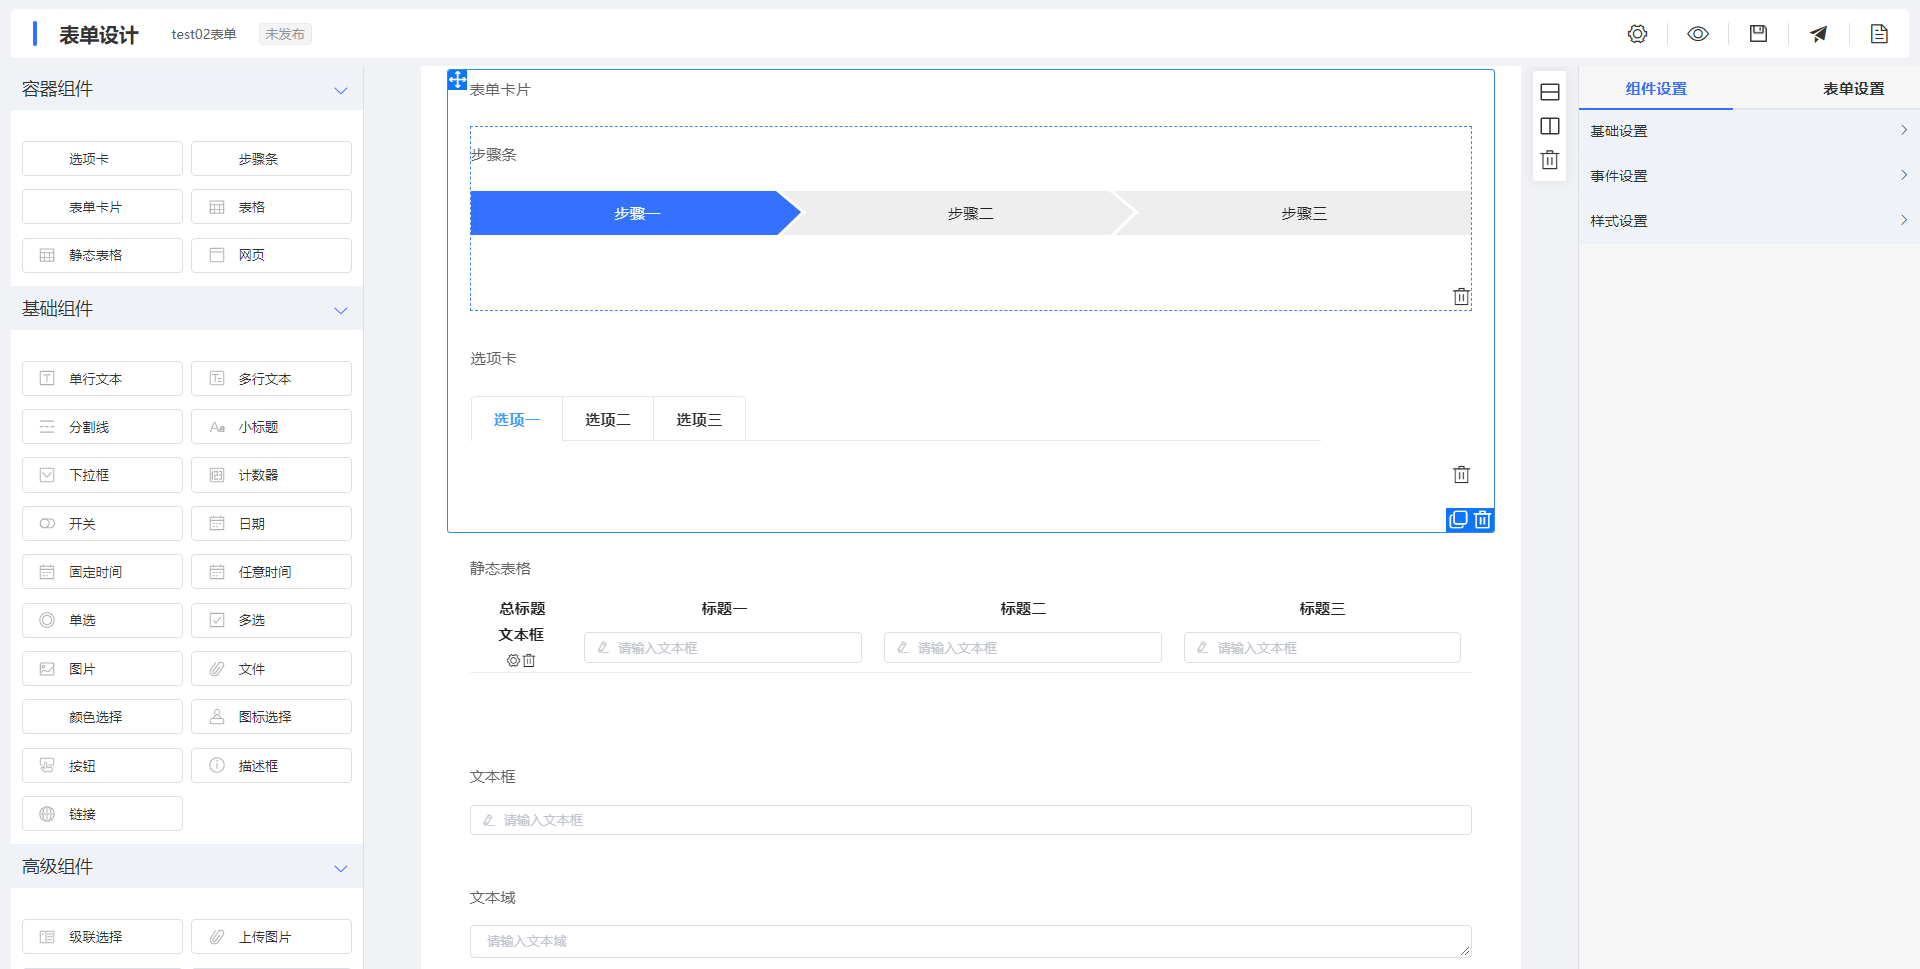 表单设计 test02表单 未发布
容器组件
选项卡 步骤条
表单卡片 表格
静态表格 网页
基础组件
单行文本 多行文本
分割线 小标题
下拉框 计数器
开关 日期
固定时间 任意时间
单选 多选
图片 文件
颜色选择 图标选择
按钮 描述框
链接
高级组件
级联选择 上传图片
表单卡片
步骤条
步骤一 步骤二 步骤三
选项卡
选项一 选项二 选项三
静态表格
总标题 标题一 标题二 标题三
文本框 请输入文本框 请输入文本框 请输入文本框
文本框
请输入文本框
文本域
请输入文本域
组件设置 表单设置
基础设置
事件设置
样式设置